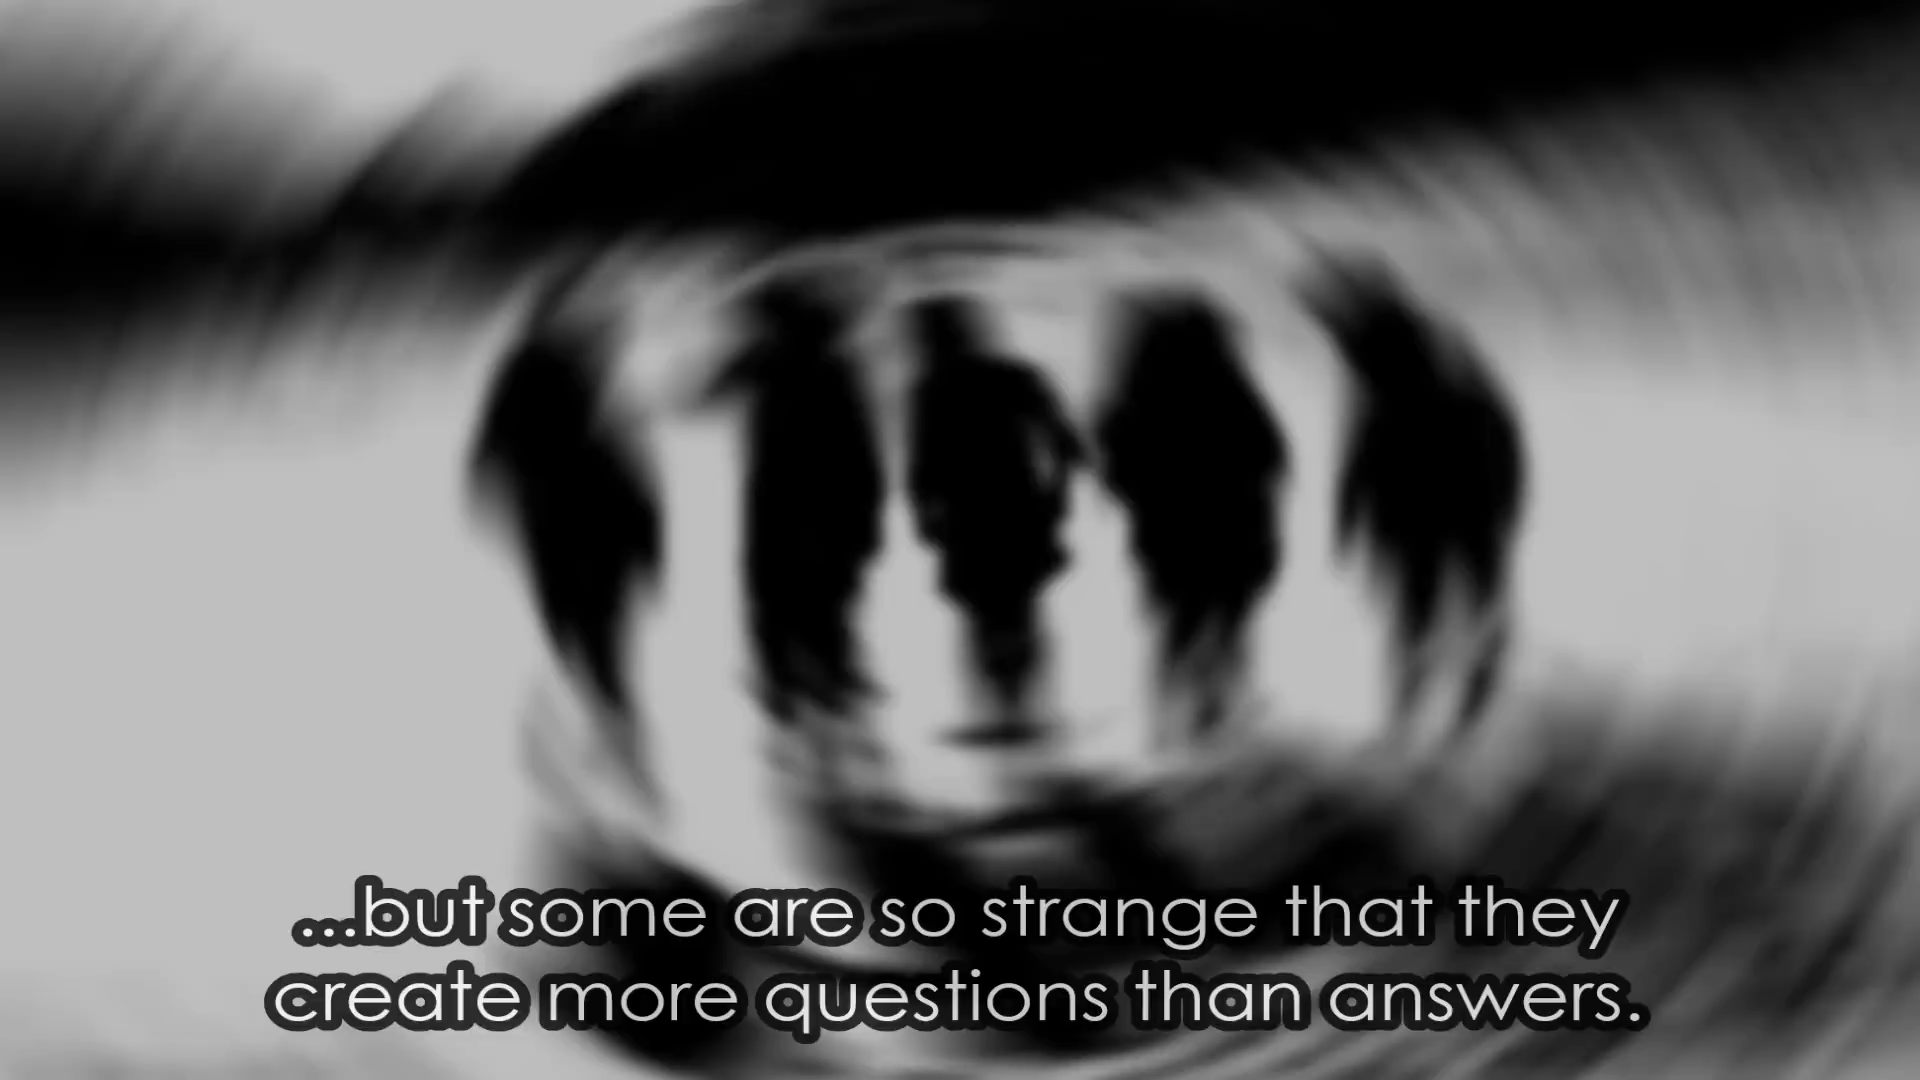 ...but some are so strange that they
create more questions than answers.